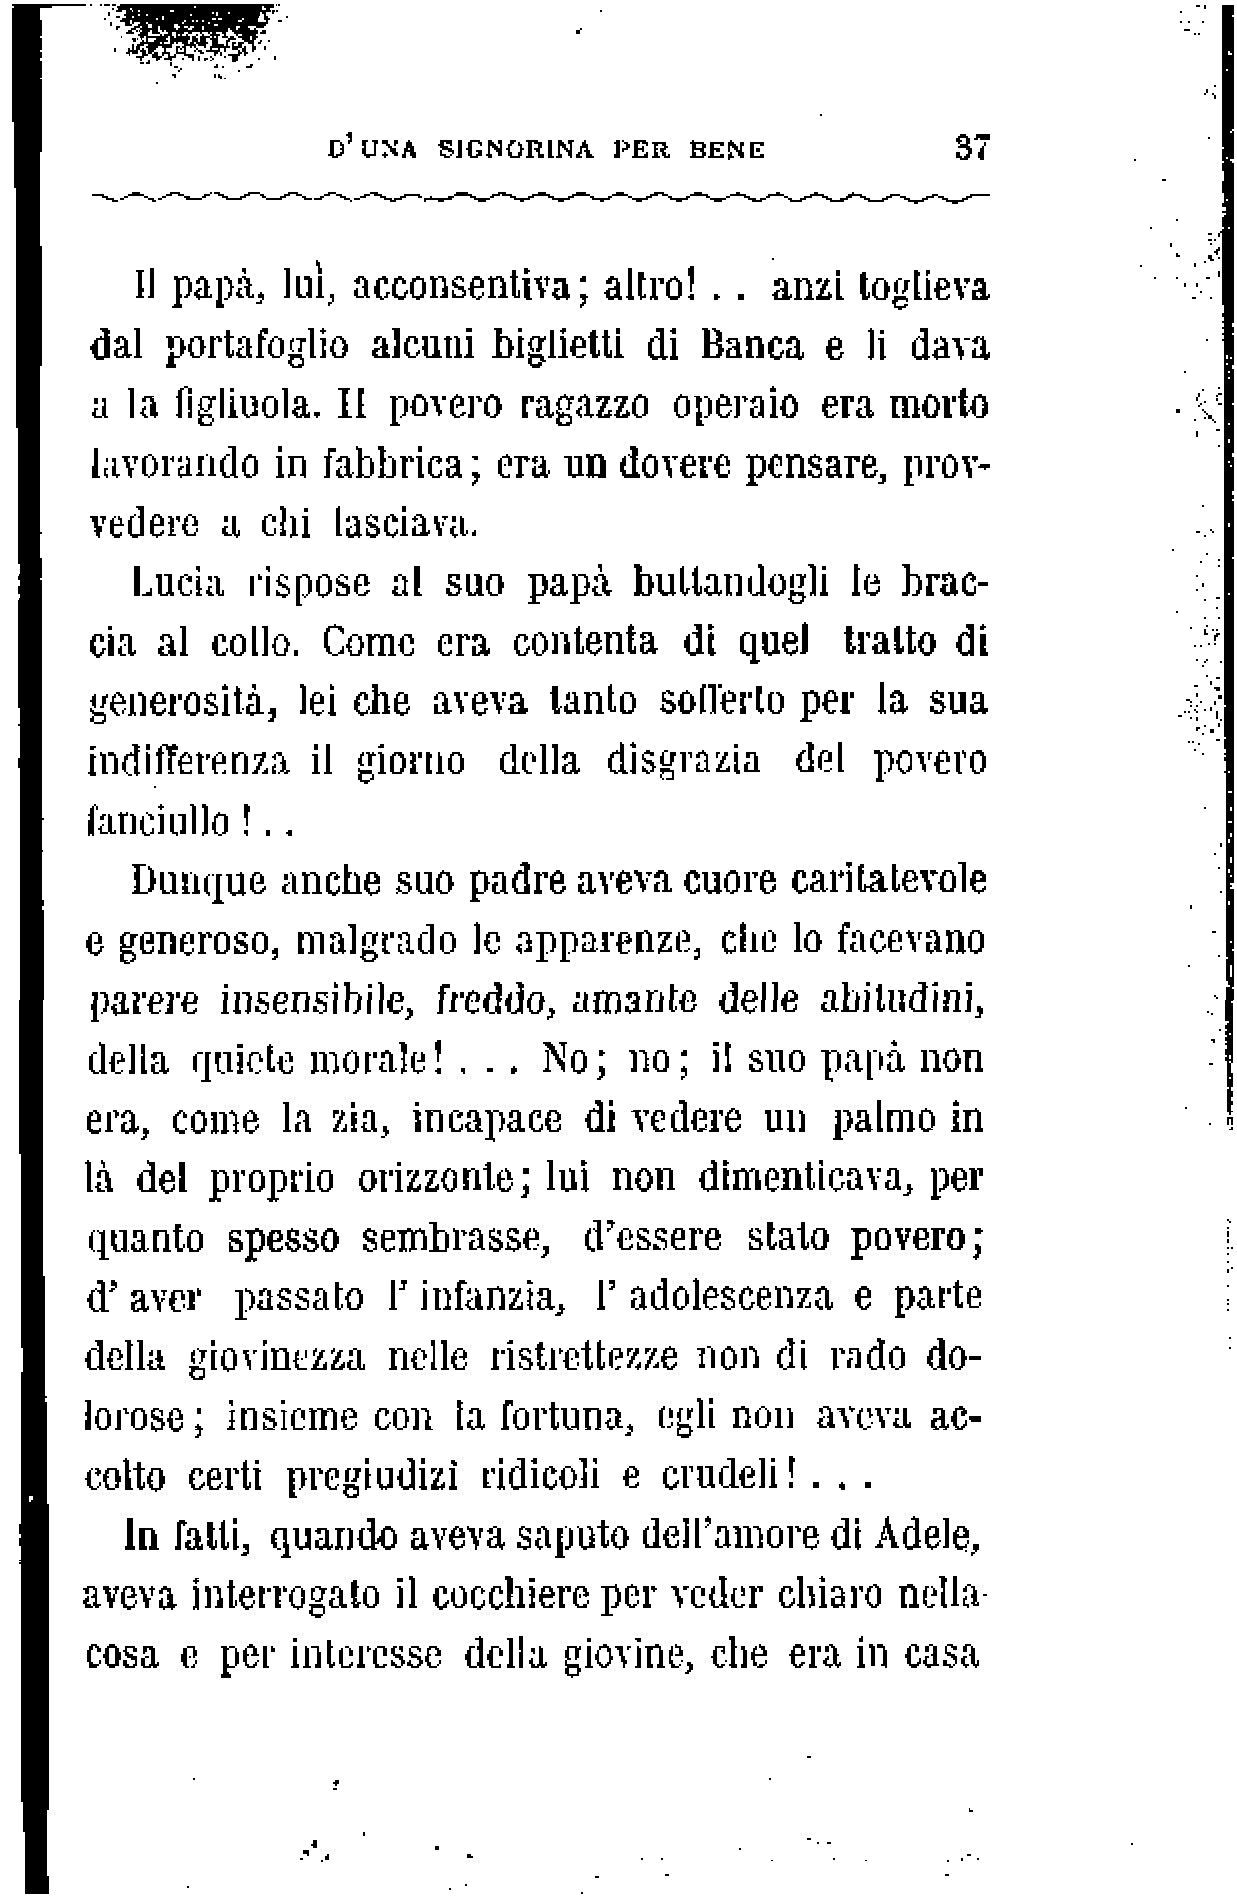 D' UNA SIGNORINA PER BENE 37
Il papà, luì, acconsentiva; altro! . . anzi toglieva
dal portafoglio alcuni biglietti di Banca e li dava
a la figliuola. Il povero ragazzo operaio era morto
lavorando in fabbrica; era un dovere pensare, prov-
vedere a chi lasciava.
Lucia rispose al suo papà buttandogli le brac-
cia al collo. Come era contenta di quel tratto di
generosità, lei che aveva tanto sofferto per la sua
indifferenza il giorno della disgrazia del povero
fanciullo! . .
Dunque anche suo padre aveva cuore caritatevole
e generoso, malgrado le apparenze, che lo facevano
parere insensibile, freddo, amante delle abitudini,
della quiete morale! . . . No; no; il suo papà non
era, come la zia, incapace di vedere un palmo in
là del proprio orizzonte; lui non dimenticava, per
quanto spesso sembrasse, d'essere stato povero;
d' aver passato l' infanzia, l' adolescenza e parte
della giovinezza nelle ristrettezze non di rado do-
lorose; insieme con la fortuna, egli non aveva ac-
colto certi pregiudizi ridicoli e crudeli! . . .
In fatti, quando aveva saputo dell'amore di Adele,
aveva interrogato il cocchiere per veder chiaro nella
cosa e per interesse della giovine, che era in casa